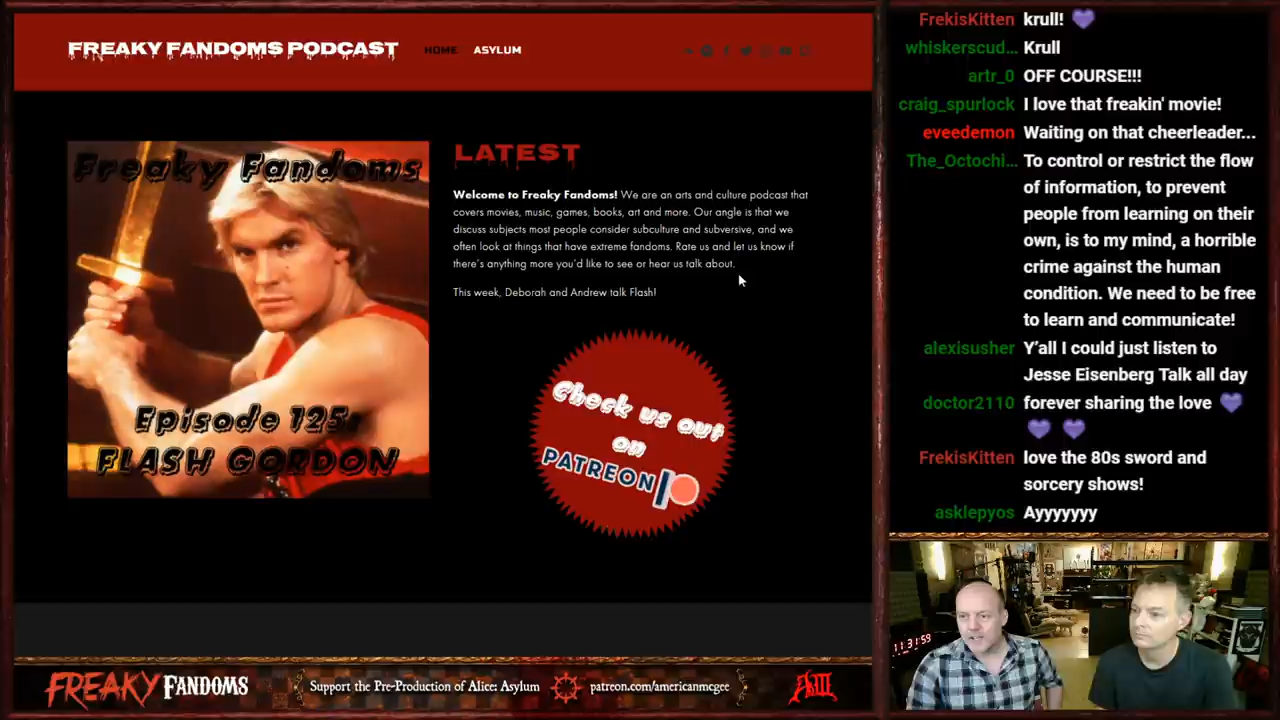 FREAKY FANDOMS PODCAST
HOME
ASYLUM
Freaky Fandoms
Episode 125:
FLASH GORDON
LATEST
Welcome to Freaky Fandoms! We are an arts and culture podcast that
covers movies, music, games, books, art and more. Our angle is that we
discuss subjects most people consider subculture and subversive, and we
often look at things that have extreme fandoms. Rate us and let us know if
there's anything more you'd like to see or hear us talk about.
This week, Deborah and Andrew talk Flash!
Check us out
on
PATREON
FrekisKitten krull!
whiskerscud... Krull
artr_0 OFF COURSE!!!
craig_spurlock I love that freakin' movie!
eveedemon Waiting on that cheerleader...
The_Octochi... To control or restrict the flow
of information, to prevent
people from learning on their
own, is to my mind, a horrible
crime against the human
condition. We need to be free
to learn and communicate!
alexisusher Y'all I could just listen to
Jesse Eisenberg Talk all day
doctor2110 forever sharing the love
FrekisKitten love the 80s sword and
sorcery shows!
asklepyos Ayyyyyyy
11:31:59
FREAKY FANDOMS
Support the Pre-Production of Alice: Asylum
patreon.com/americanmcgee